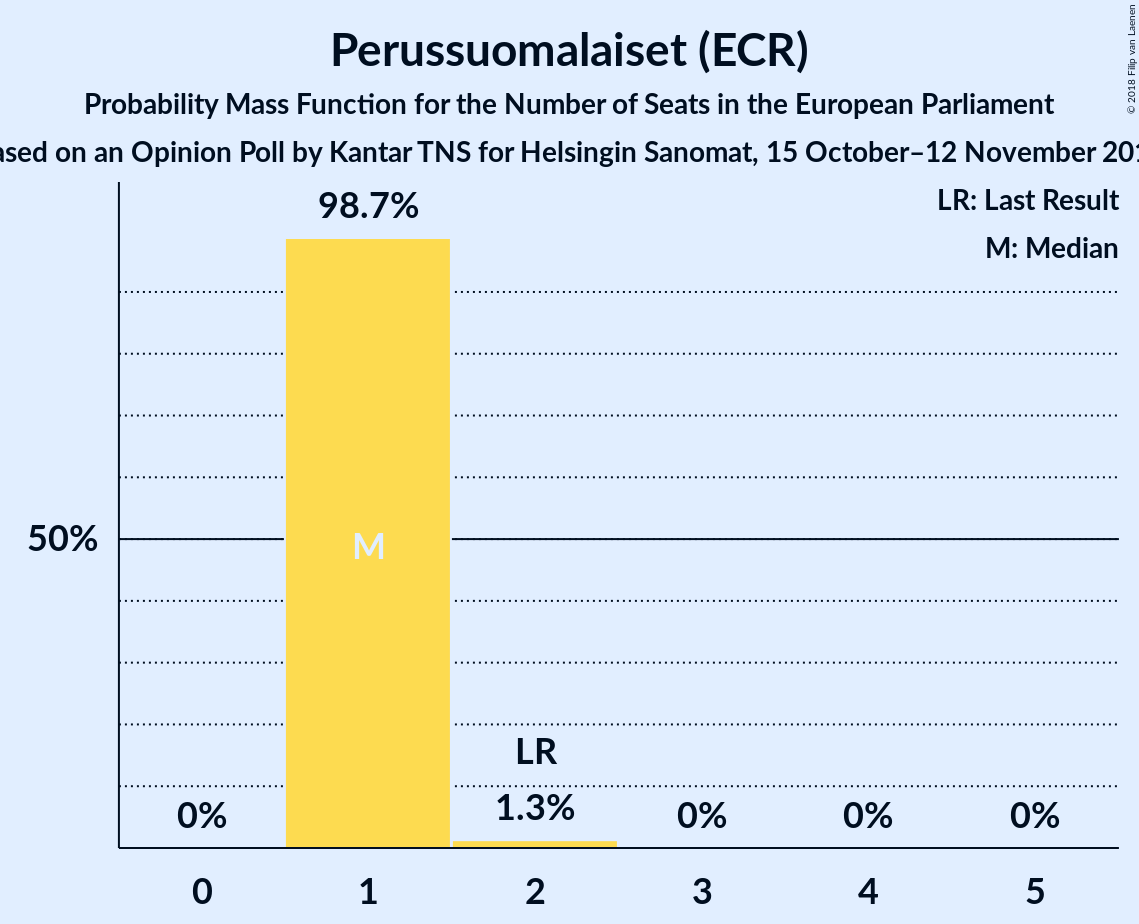 Perussuomalaiset (ECR)
Probability Mass Function for the Number of Seats in the European Parliament
ased on an Opinion Poll by Kantar TNS for Helsingin Sanomat, 15 October–12 November 201
© 2018 Filip van Laenen
LR: Last Result
M: Median
98.7%
50%
M
LR
0%
1.3%
0%
0%
0%
0
1
2
3
4
5